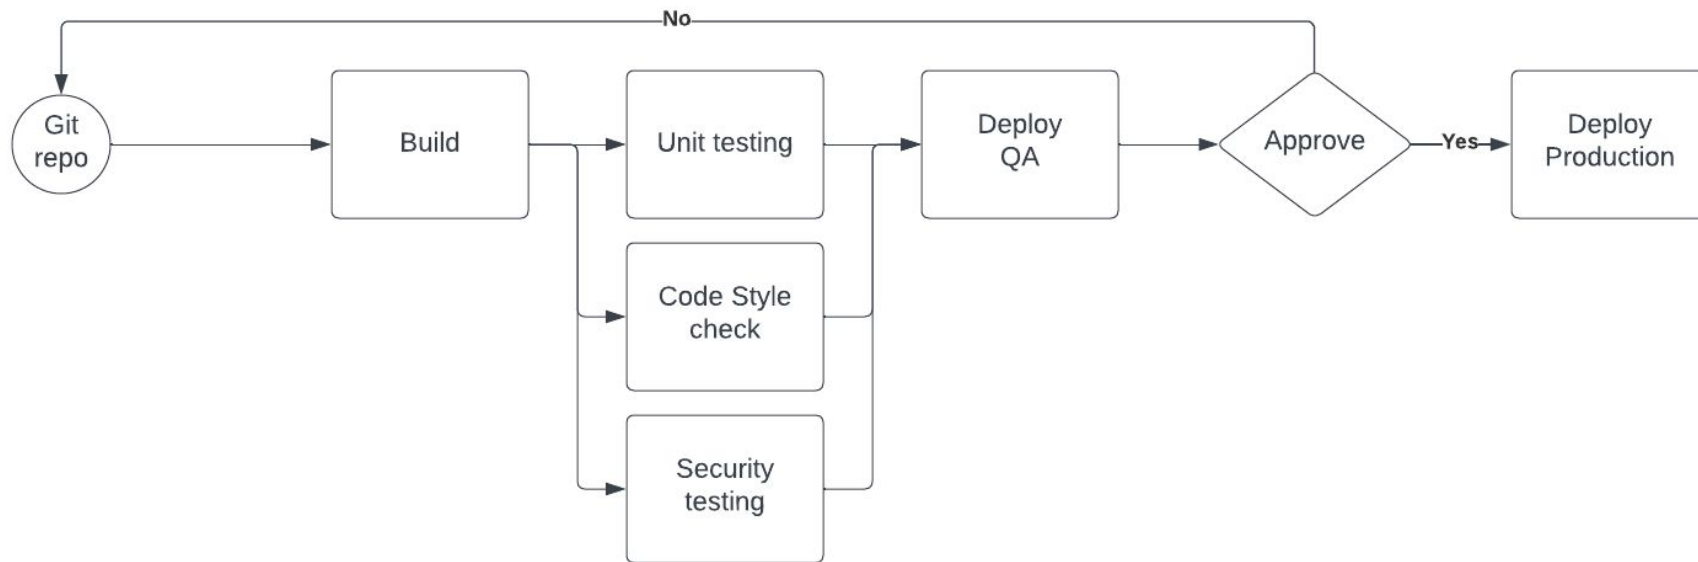 No
Git
repo
Build
Unit testing
Deploy
QA
Approve
Yes
Deploy
Production
Code Style
check
Security
testing